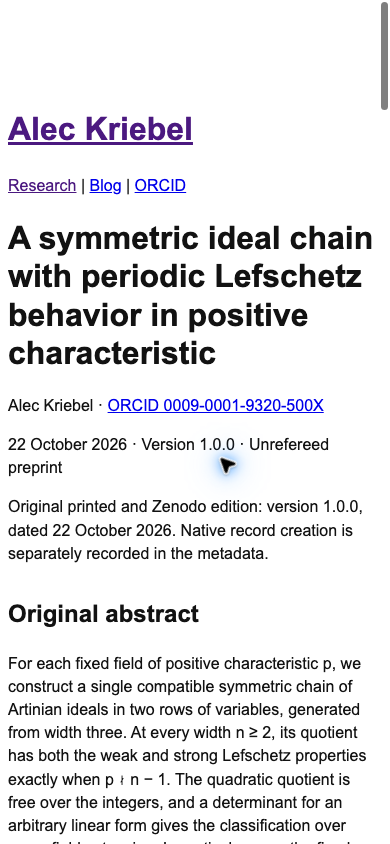 Alec Kriebel
Research | Blog | ORCID
A symmetric ideal chain
with periodic Lefschetz
behavior in positive
characteristic
Alec Kriebel · ORCID 0009-0001-9320-500X
22 October 2026 · Version 1.0.0 · Unrefereed
preprint
Original printed and Zenodo edition: version 1.0.0,
dated 22 October 2026. Native record creation is
separately recorded in the metadata.
Original abstract
For each fixed field of positive characteristic p, we
construct a single compatible symmetric chain of
Artinian ideals in two rows of variables, generated
from width three. At every width n ≥ 2, its quotient
has both the weak and strong Lefschetz properties
exactly when p ∤ n − 1. The quadratic quotient is
free over the integers, and a determinant for an
arbitrary linear form gives the classification over